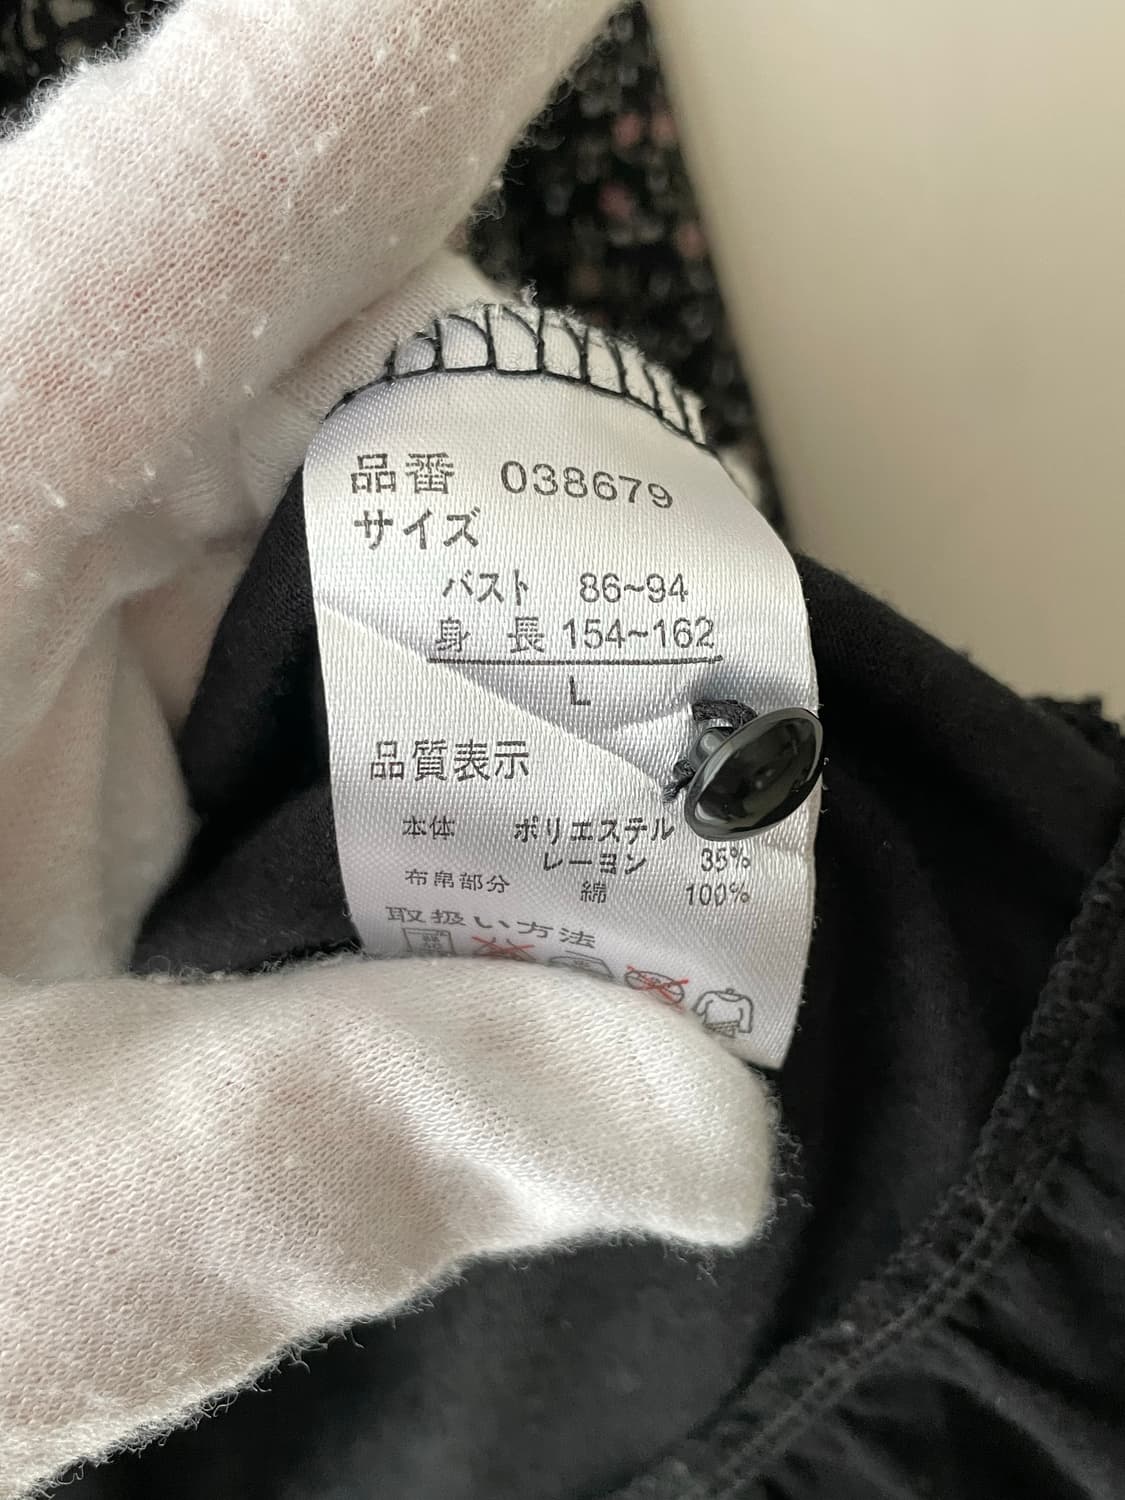 品番 038679
サイズ
バスト 86~94
身 長 154~162
L
品質表示
本体 ポリエステル
レーヨン 35%
布帛部分 綿 100%
取扱い方法